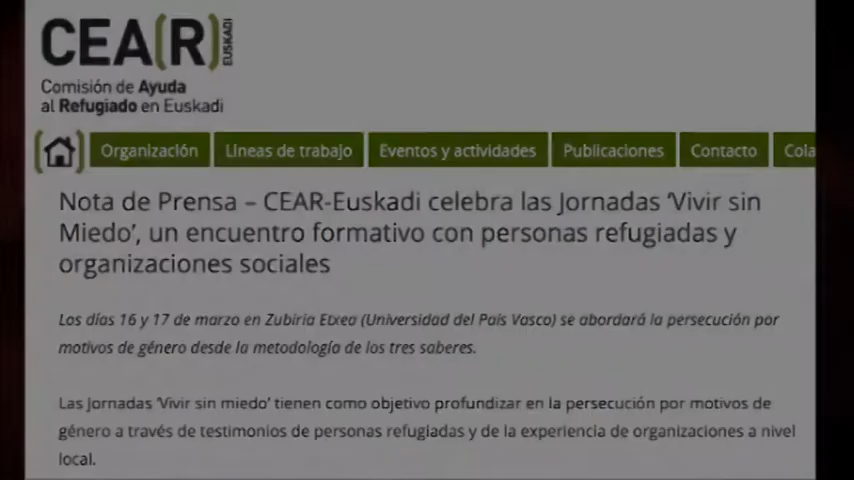 CEA(R)
EUSKADI
Comisión de Ayuda
al Refugiado en Euskadi
Organización Líneas de trabajo Eventos y actividades Publicaciones Contacto Cola
Nota de Prensa – CEAR-Euskadi celebra las Jornadas ‘Vivir sin
Miedo’, un encuentro formativo con personas refugiadas y
organizaciones sociales
Los días 16 y 17 de marzo en Zubiria Etxea (Universidad del País Vasco) se abordará la persecución por
motivos de género desde la metodología de los tres saberes.
Las Jornadas ‘Vivir sin miedo’ tienen como objetivo profundizar en la persecución por motivos de
género a través de testimonios de personas refugiadas y de la experiencia de organizaciones a nivel
local.